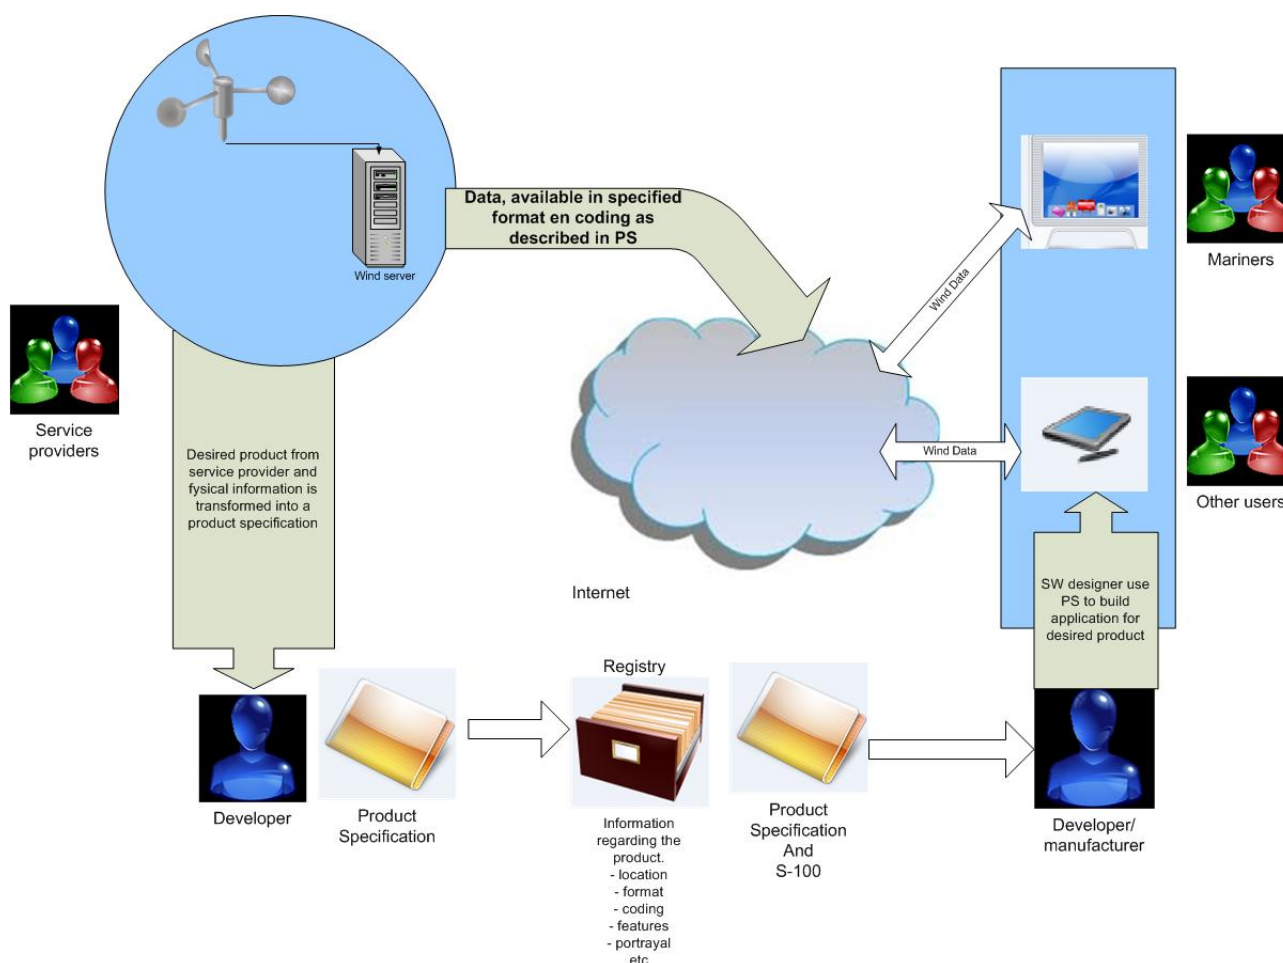 Data, available in specified
format en coding as
described in PS
Wind server
Mariners
Wind Data
Service
providers
Desired product from
service provider and
fysical information is
transformed into a
product specification
Wind Data
Other users
Internet
SW designer use
PS to build
application for
desired product
Registry
Developer
Product
Specification
Information
regarding the
product.
- location
- format
- coding
- features
- portrayal
etc
Product
Specification
And
S-100
Developer/
manufacturer